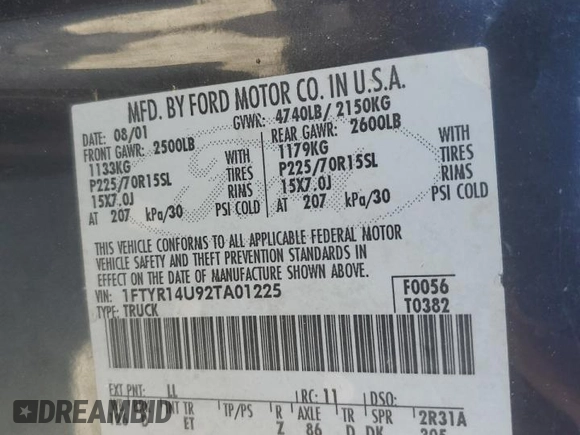 MFD. BY FORD MOTOR CO. IN U.S.A.
DATE: 08/01 GVWR: 4740LB/ 2150KG
FRONT GAWR: 2500LB REAR GAWR: 2600LB
1133KG WITH 1179KG WITH
P225/70R15SL TIRES P225/70R15SL TIRES
15X7.0J RIMS 15X7.0J RIMS
AT 207 kPa/30 PSI COLD AT 207 kPa/30 PSI COLD
THIS VEHICLE CONFORMS TO ALL APPLICABLE FEDERAL MOTOR
VEHICLE SAFETY AND THEFT PREVENTION STANDARDS IN
EFFECT ON THE DATE OF MANUFACTURE SHOWN ABOVE.
VIN: 1FTYR14U92TA01225 F0056
TYPE: TRUCK T0382
EXT PNT: LL RC: 11 DSO:
INT TR TP/PS R AXLE TR SPR 2R31A
ET Z 86 D DK
DREAMBID